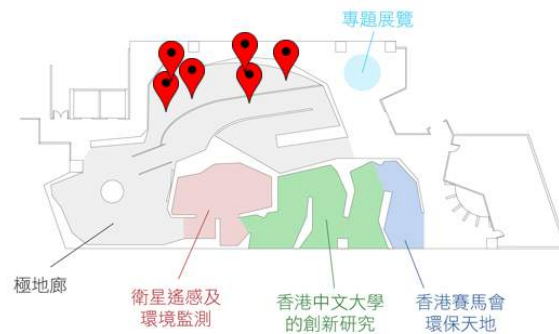 專題展覽
極地廊
衛星遙感及
環境監測
香港中文大學
的創新研究
香港賽馬會
環保天地